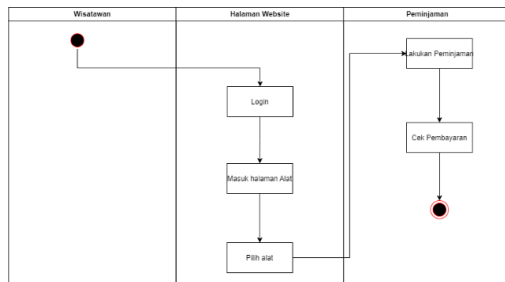 Wisatawan
Halaman Website
Peminjaman
Login
Masuk halaman Alat
Pilih alat
Lakukan Peminjaman
Cek Pembayaran